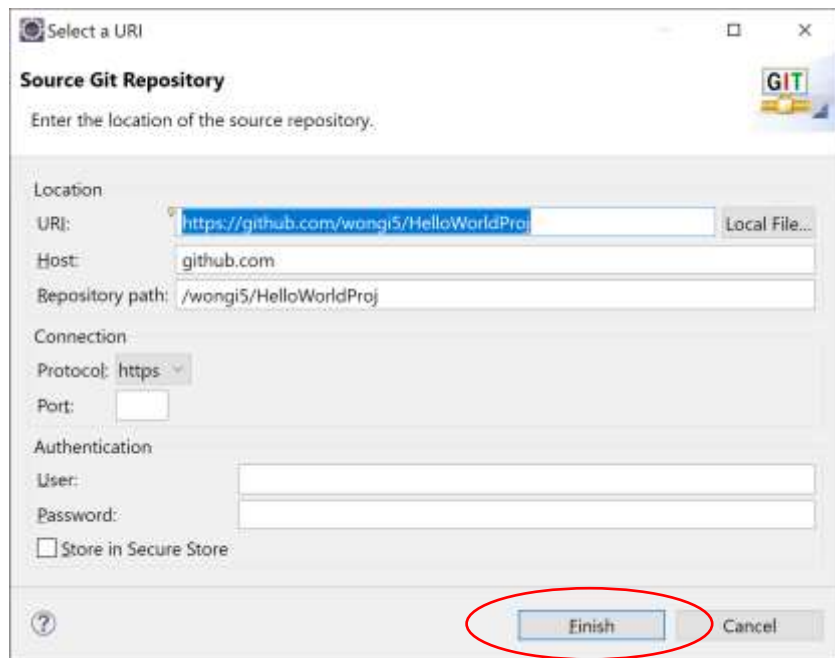 Select a URI
Source Git Repository
GIT
Enter the location of the source repository.
Location
URI: https://github.com/wongi5/HelloWorldProj Local File...
Host: github.com
Repository path: /wongi5/HelloWorldProj
Connection
Protocol: https
Port:
Authentication
User:
Password:
Store in Secure Store
? Finish Cancel